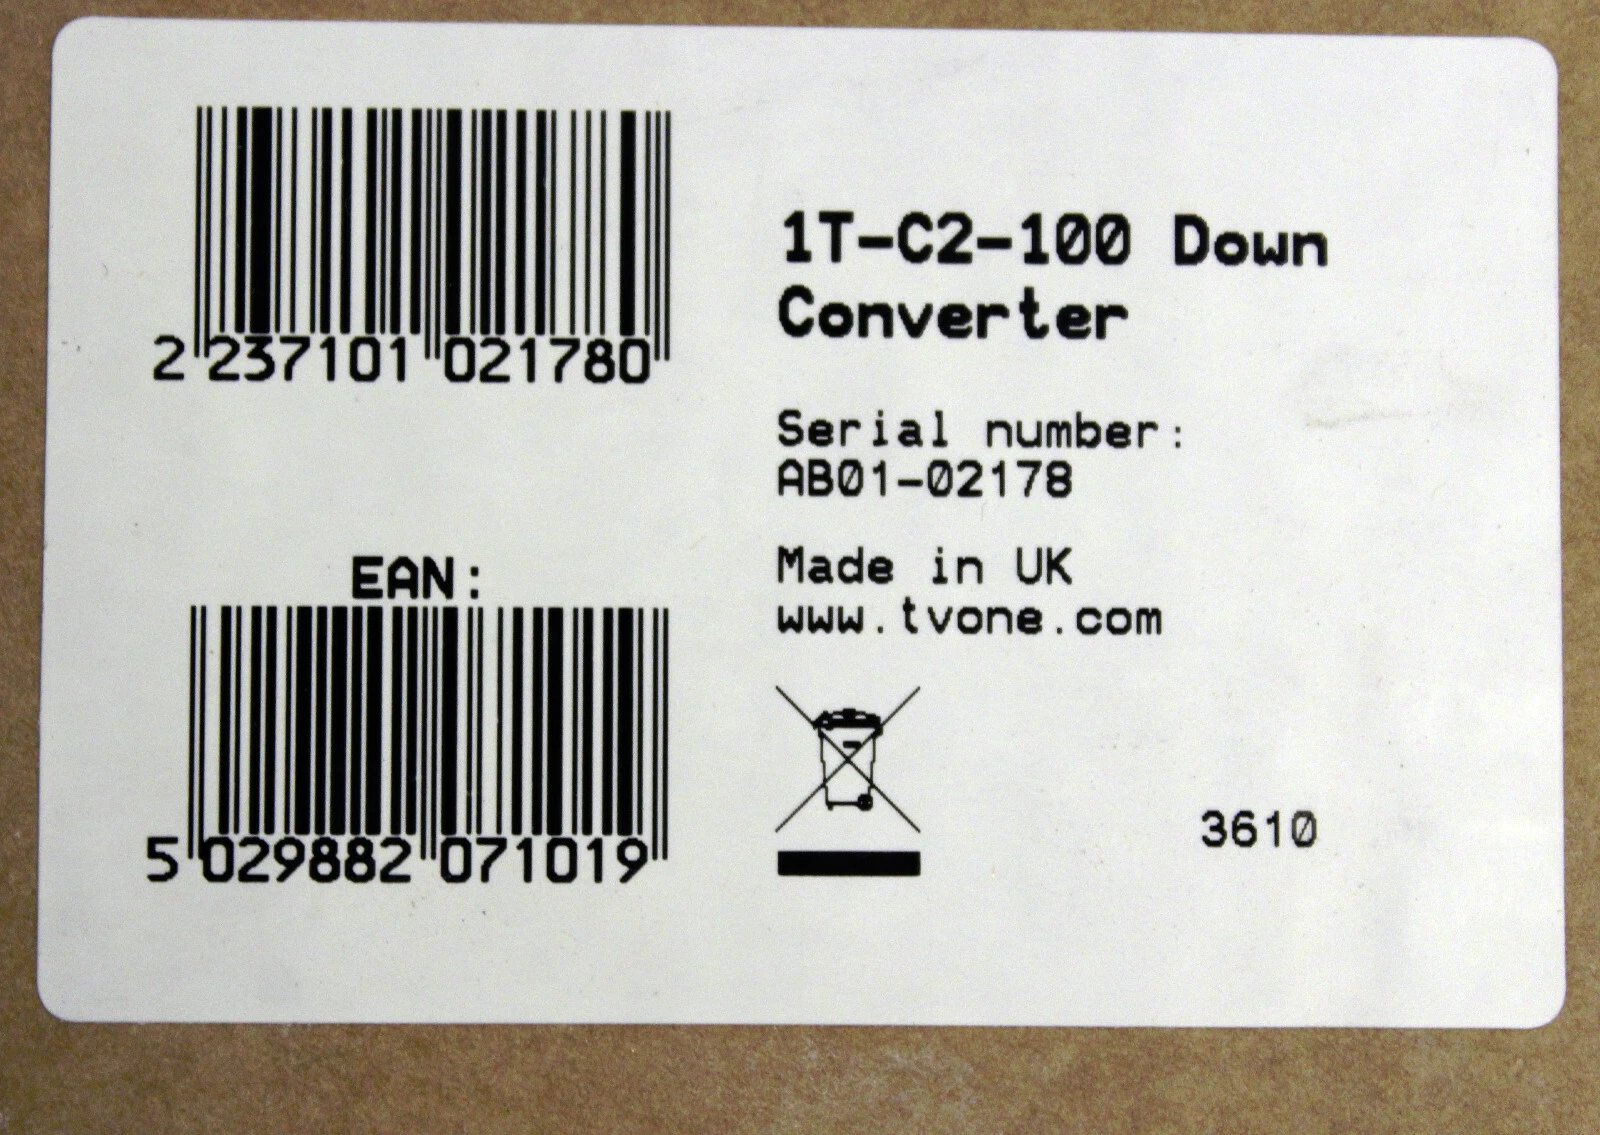 2 237101 021780
EAN:
5 029882 071019
1T-C2-100 Down
Converter
Serial number:
AB01-02178
Made in UK
www.tvone.com
3610